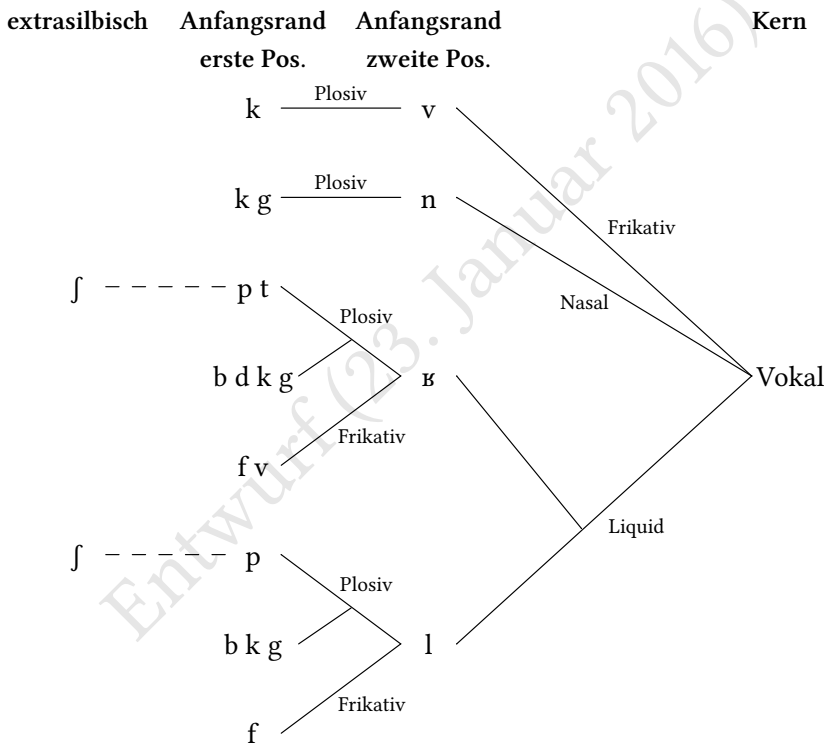 extrasilbisch Anfangsrand Anfangsrand Kern
erste Pos. zweite Pos.
k Plosiv v
k g Plosiv n
Frikativ
ʃ p t
Nasal
Plosiv
b d k g ʁ Vokal
Frikativ
f v
Liquid
ʃ p
Plosiv
b k g l
Frikativ
f
Entwurf (23. Januar 2016)